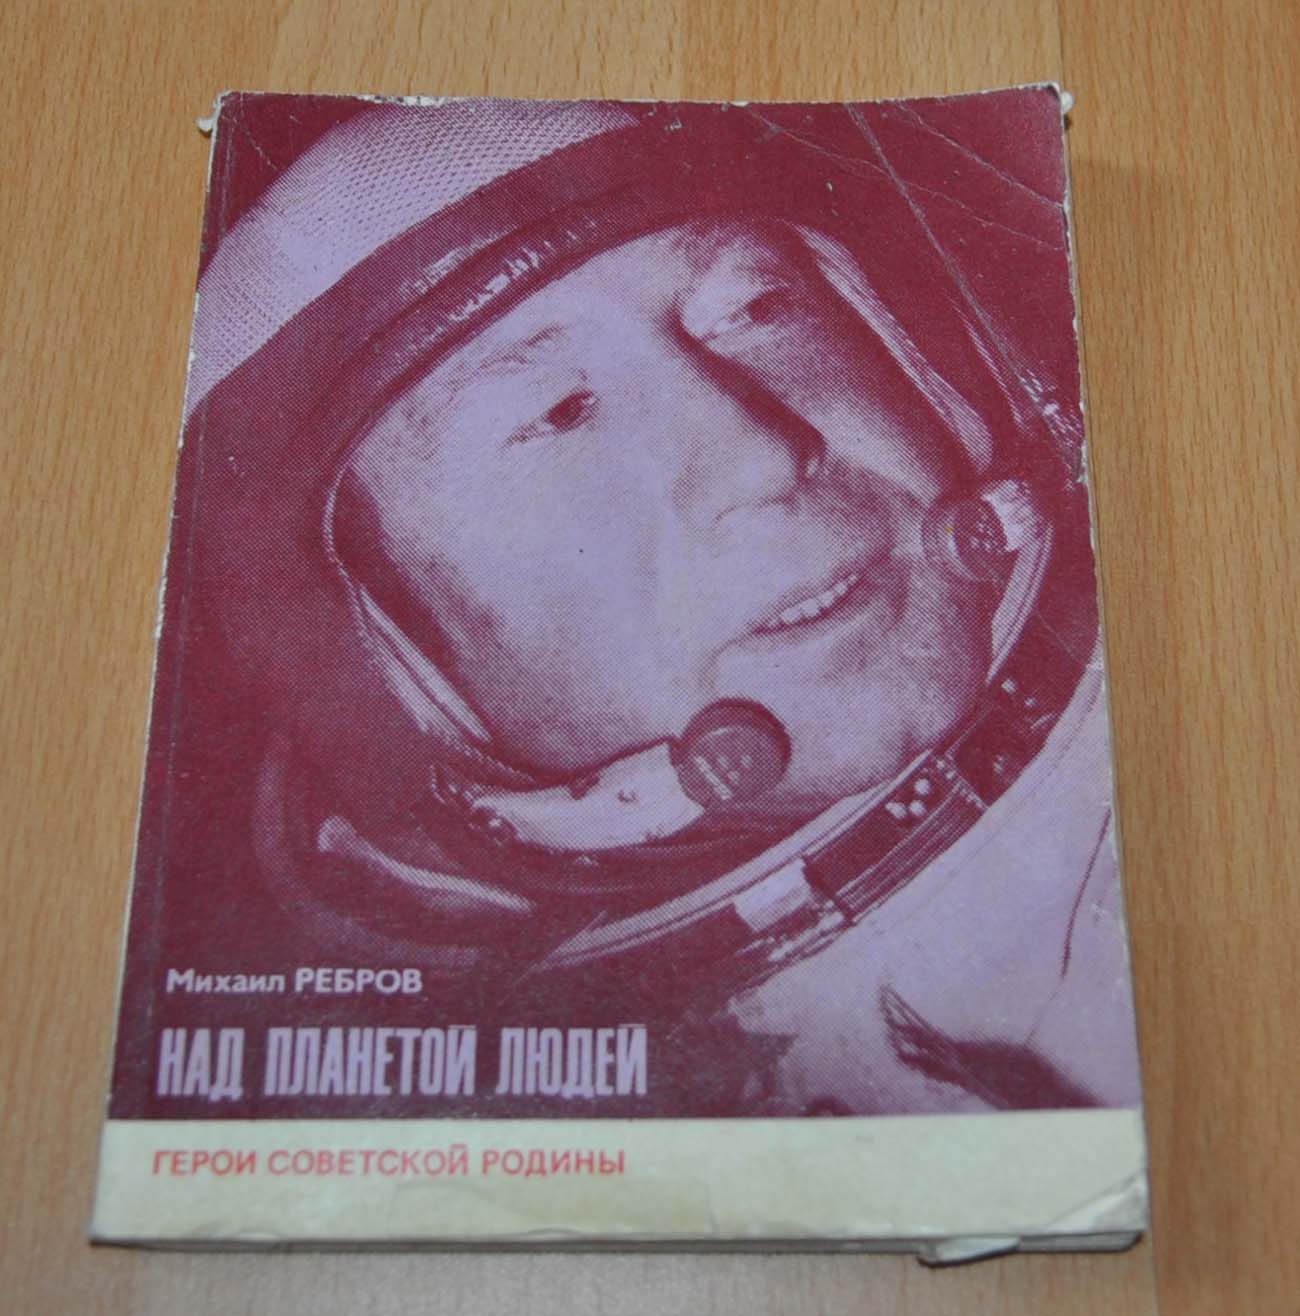 Михаил РЕБРОВ
НАД ПЛАНЕТОЙ ЛЮДЕЙ
ГЕРОИ СОВЕТСКОЙ РОДИНЫ